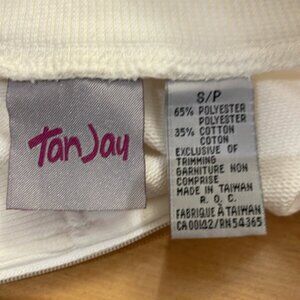 TanJay
S/P
65% POLYESTER
POLYESTER
35% COTTON
COTON
EXCLUSIVE OF
TRIMMING
GARNITURE NON
COMPRISE
MADE IN TAIWAN
R. O. C.
FABRIQUÉ À TAIWAN
CA 00142/RN 54365